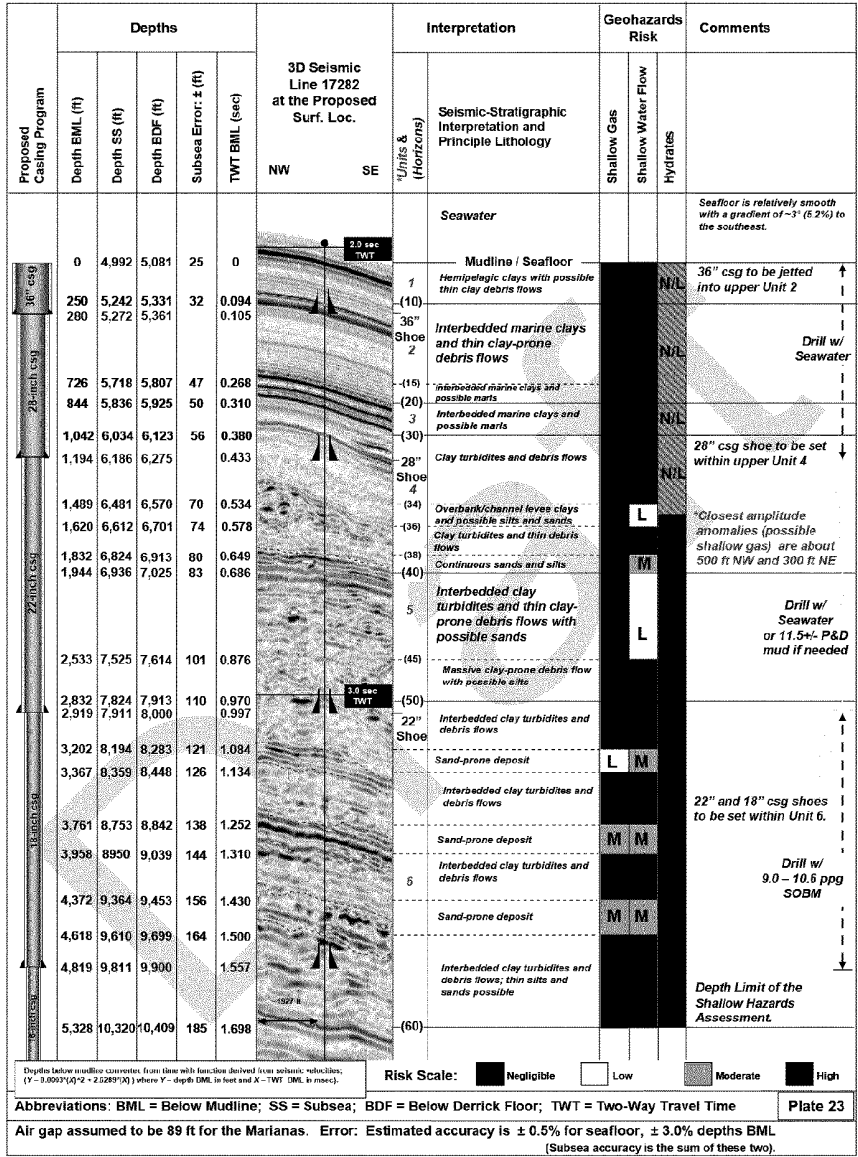 Depths
Interpretation
Geohazards
Risk
Comments
Proposed
Casing Program
Depth BML (ft)
Depth SS (ft)
Depth BDF (ft)
Subsea Error: ± (ft)
TWT BML (sec)
3D Seismic
Line 17282
at the Proposed
Surf. Loc.
NW SE
*Units &
(Horizons)
Seismic-Stratigraphic
Interpretation and
Principle Lithology
Shallow Gas
Shallow Water Flow
Hydrates
Seawater
Seafloor is relatively smooth
with a gradient of ~3° (5.2%) to
the southeast.
2.0 sec
TWT
0 4,992 5,081 25 0
Mudline / Seafloor
36" csg
1
Hemipelagic clays with possible
thin clay debris flows
N/L
36" csg to be jetted
into upper Unit 2
250 5,242 5,331 32 0.094
(10)
280 5,272 5,361 0.105
36"
Shoe
2
Interbedded marine clays
and thin clay-prone
debris flows
N/L
Drill w/
Seawater
28-inch csg
726 5,718 5,807 47 0.268
(15)
Interbedded marine clays and
possible marls
844 5,836 5,925 50 0.310
(20)
3
Interbedded marine clays and
possible marls
N/L
1,042 6,034 6,123 56 0.380
(30)
1,194 6,186 6,275 0.433
28"
Shoe
4
Clay turbidites and debris flows
N/L
28" csg shoe to be set
within upper Unit 4
1,489 6,481 6,570 70 0.534
(34)
Overbank/channel levee clays
and possible silts and sands
L
1,620 6,612 6,701 74 0.578
(36)
Clay turbidites and thin debris
flows
*Closest amplitude
anomalies (possible
shallow gas) are about
500 ft NW and 300 ft NE
22-inch csg
1,832 6,824 6,913 80 0.649
(38)
Continuous sands and silts
M
1,944 6,936 7,025 83 0.686
(40)
5
Interbedded clay
turbidites and thin clay-
prone debris flows with
possible sands
L
Drill w/
Seawater
or 11.5+/- P&D
mud if needed
2,533 7,525 7,614 101 0.876
(45)
Massive clay-prone debris flow
with possible silts
3.0 sec
TWT
2,832 7,824 7,913 110 0.970
(50)
2,919 7,911 8,000 0.997
22"
Shoe
Interbedded clay turbidites and
debris flows
3,202 8,194 8,283 121 1.084
Sand-prone deposit
L M
3,367 8,359 8,448 126 1.134
Interbedded clay turbidites and
debris flows
22" and 18" csg shoes
to be set within Unit 6.
18-inch csg
3,761 8,753 8,842 138 1.252
Sand-prone deposit
M M
3,958 8950 9,039 144 1.310
6
Interbedded clay turbidites and
debris flows
Drill w/
9.0 – 10.6 ppg
SOBM
4,372 9,364 9,453 156 1.430
Sand-prone deposit
M M
4,618 9,610 9,699 164 1.500
4,819 9,811 9,900 1.557
Interbedded clay turbidites and
debris flows; thin silts and
sands possible
Depth Limit of the
Shallow Hazards
Assessment.
5,328 10,320 10,409 185 1.698
(60)
Depths below mudline converted from time with function derived from seismic velocities;
where Y – depth BML in feet and X – TWT BML in msec).
Risk Scale: Negligible Low Moderate High
Abbreviations: BML = Below Mudline; SS = Subsea; BDF = Below Derrick Floor; TWT = Two-Way Travel Time
Plate 23
Air gap assumed to be 89 ft for the Marianas. Error: Estimated accuracy is ± 0.5% for seafloor, ± 3.0% depths BML
(Subsea accuracy is the sum of these two).